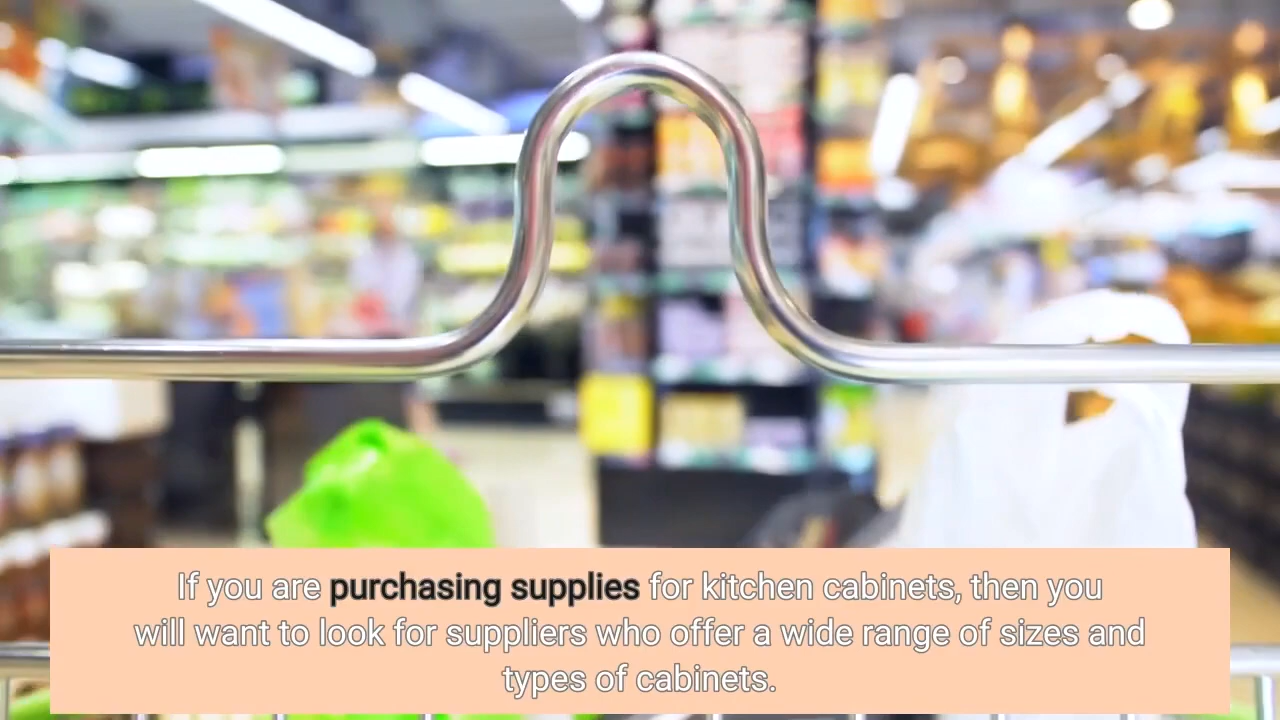 If you are purchasing supplies for kitchen cabinets, then you
will want to look for suppliers who offer a wide range of sizes and
types of cabinets.